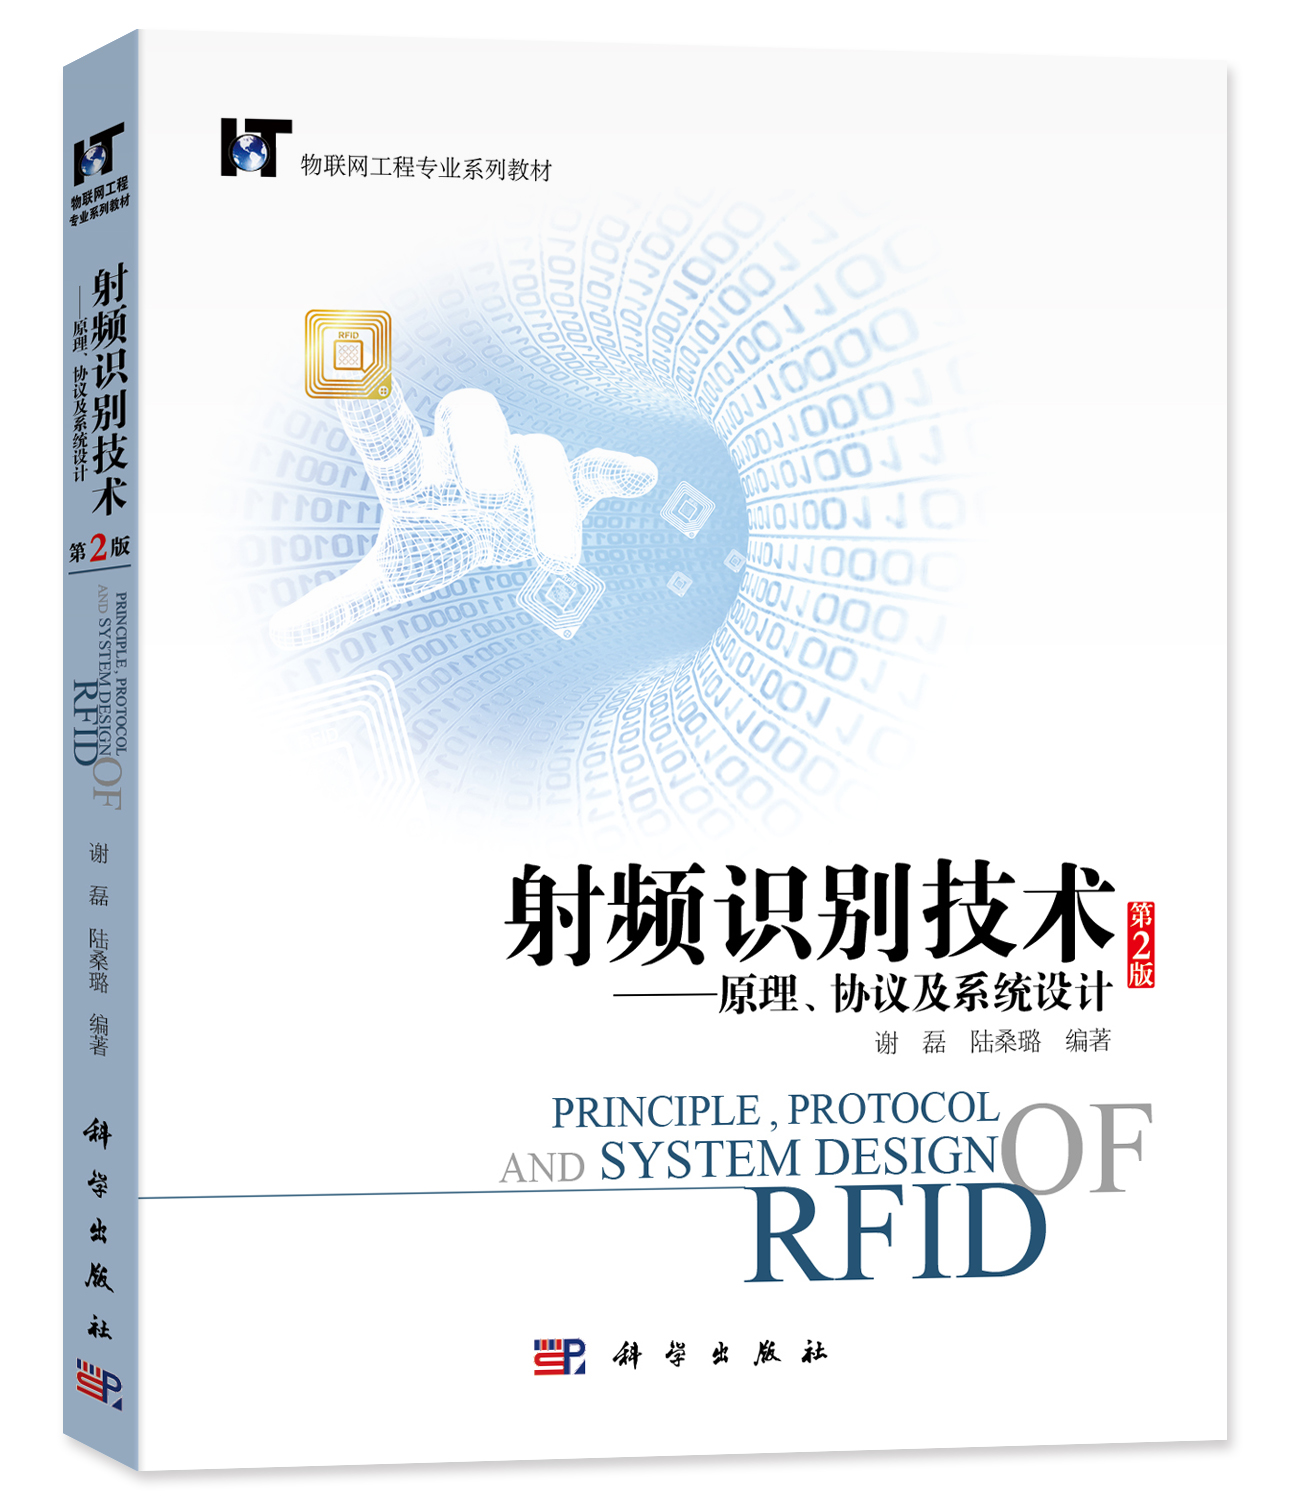 IT
物联网工程专业系列教材
RFID
射频识别技术
第2版
——原理、协议及系统设计
谢 磊 陆桑璐 编著
PRINCIPLE, PROTOCOL
AND SYSTEM DESIGN OF
RFID
SP 科学出版社
IT
物联网工程
专业系列教材
射频识别技术
——原理、协议及系统设计
第2版
PRINCIPLE, PROTOCOL
AND SYSTEM DESIGN OF
RFID
谢 磊 陆桑璐 编著
科学出版社
SP